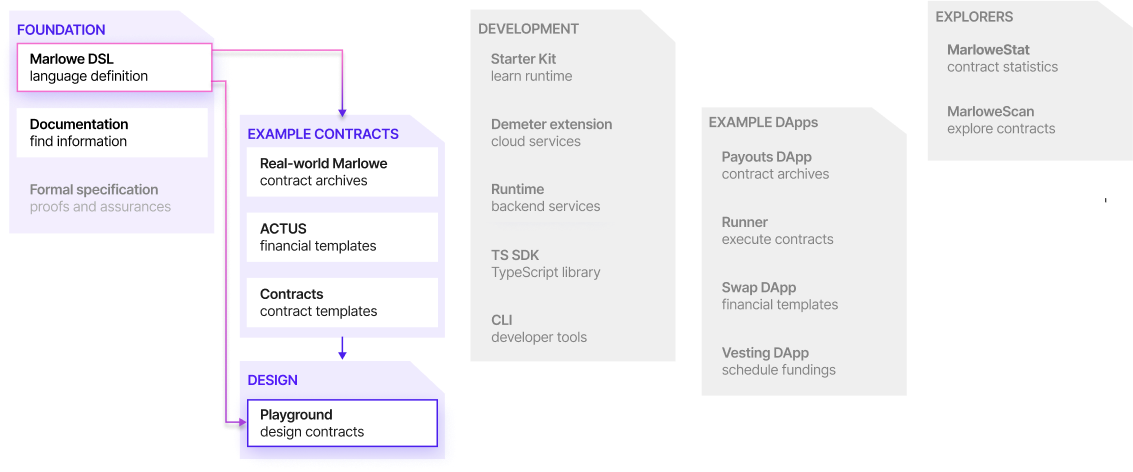 FOUNDATION
Marlowe DSL
language definition
Documentation
find information
Formal specification
proofs and assurances
EXAMPLE CONTRACTS
Real-world Marlowe
contract archives
ACTUS
financial templates
Contracts
contract templates
DESIGN
Playground
design contracts
DEVELOPMENT
Starter Kit
learn runtime
Demeter extension
cloud services
Runtime
backend services
TS SDK
TypeScript library
CLI
developer tools
EXAMPLE DApps
Payouts DApp
contract archives
Runner
execute contracts
Swap DApp
financial templates
Vesting DApp
schedule fundings
EXPLORERS
MarloweStat
contract statistics
MarloweScan
explore contracts